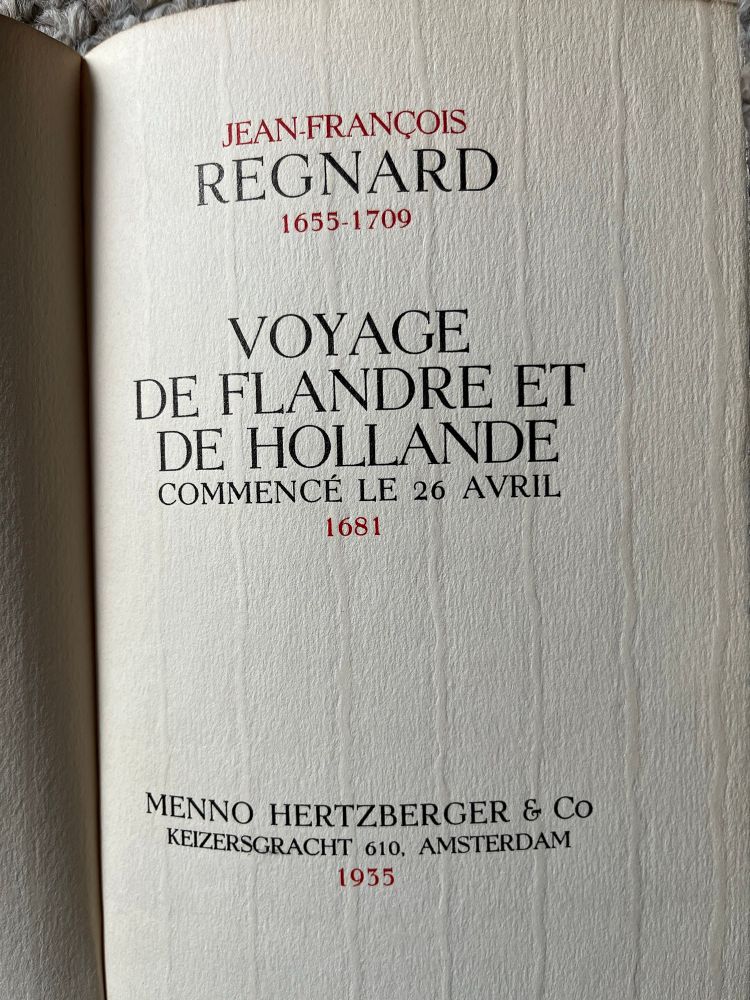 JEAN-FRANÇOIS
REGNARD
1655-1709
VOYAGE
DE FLANDRE ET
DE HOLLANDE
COMMENCÉ LE 26 AVRIL
1681
MENNO HERTZBERGER & Co
KEIZERSGRACHT 610, AMSTERDAM
1935